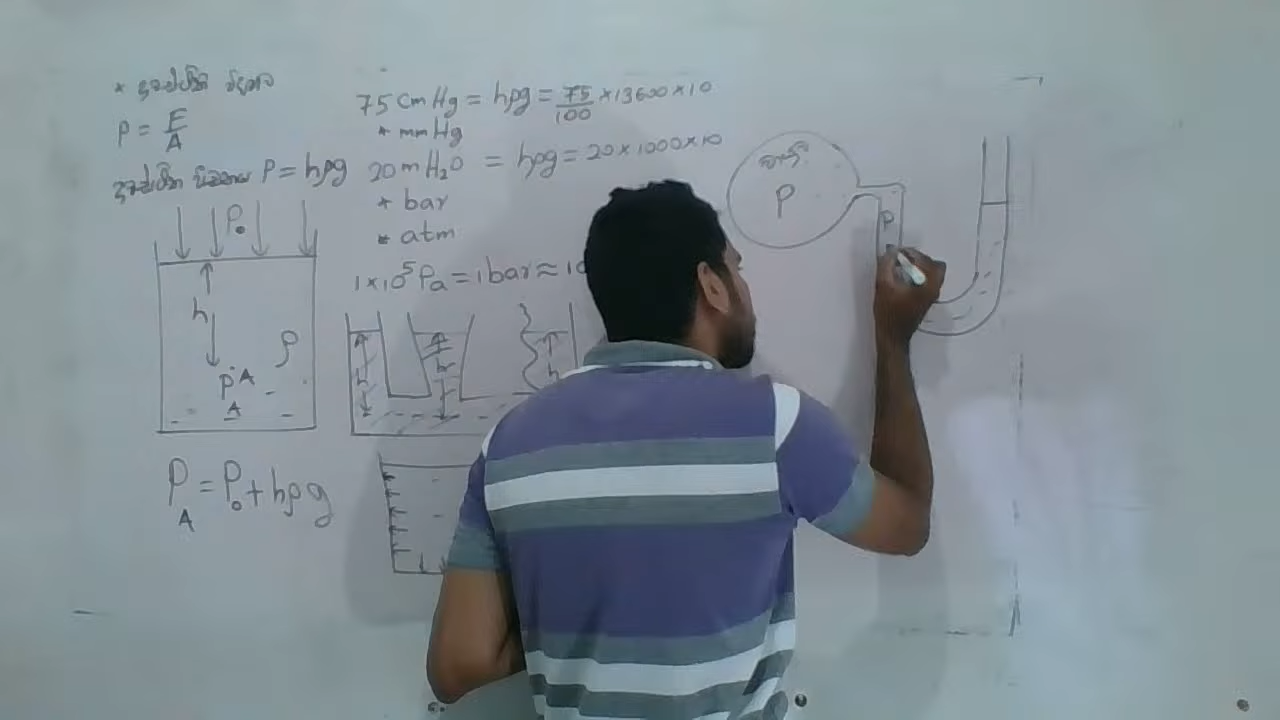 P = F/A
P = hρg
P₀
h
ρ
P A
A
P_A = P₀ + hρg
75 Cm Hg = hρg = 75/100 × 13600 × 10
* mm Hg
20 m H₂O = hρg = 20 × 1000 × 10
* bar
* atm
1 × 10⁵ Pa = 1 bar ≈
h
h
h
P
P